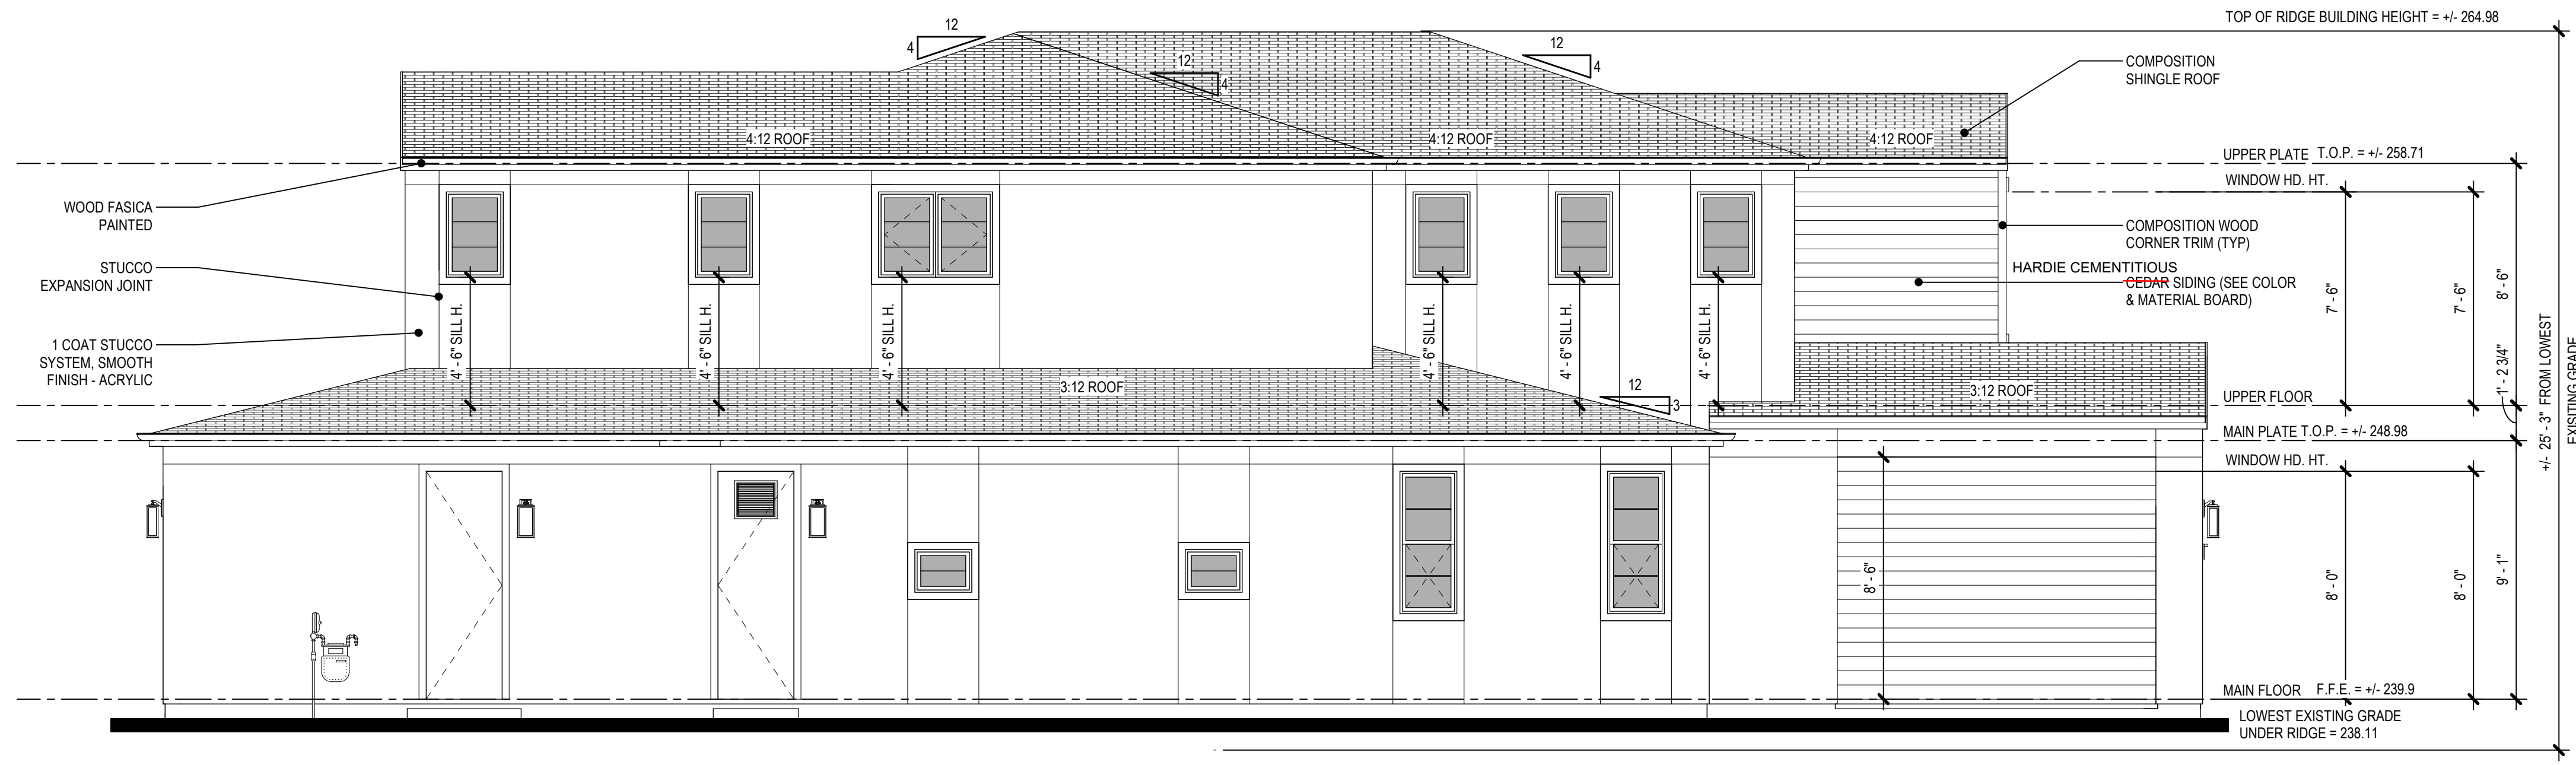 TOP OF RIDGE BUILDING HEIGHT = +/- 264.98
12
4
12
4
12
4
COMPOSITION
SHINGLE ROOF
4:12 ROOF
4:12 ROOF
4:12 ROOF
UPPER PLATE T.O.P. = +/- 258.71
WINDOW HD. HT.
WOOD FASICA
PAINTED
STUCCO
EXPANSION JOINT
1 COAT STUCCO
SYSTEM, SMOOTH
FINISH - ACRYLIC
COMPOSITION WOOD
CORNER TRIM (TYP)
HARDIE CEMENTITIOUS
CEDAR SIDING (SEE COLOR
& MATERIAL BOARD)
4' - 6" SILL H.
4' - 6" SILL H.
4' - 6" SILL H.
4' - 6" SILL H.
4' - 6" SILL H.
4' - 6" SILL H.
7' - 6"
7' - 6"
8' - 6"
1' - 2 3/4"
3:12 ROOF
12
3
3:12 ROOF
UPPER FLOOR
MAIN PLATE T.O.P. = +/- 248.98
WINDOW HD. HT.
8' - 6"
8' - 0"
8' - 0"
9' - 1"
+/- 25' - 3" FROM LOWEST
EXISITING GRADE
MAIN FLOOR F.F.E. = +/- 239.9
LOWEST EXISTING GRADE
UNDER RIDGE = 238.11